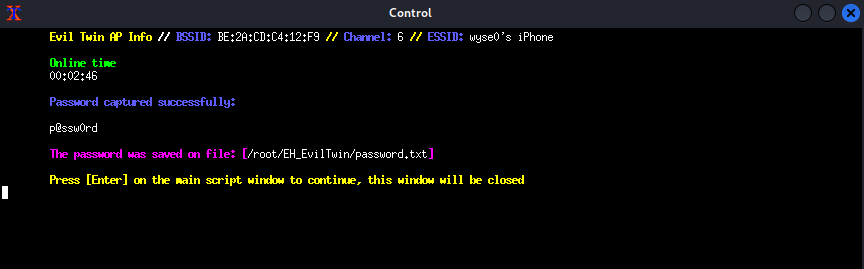 Control
Evil Twin AP Info // BSSID: BE:2A:CD:C4:12:F9 // Channel: 6 // ESSID: wyse0's iPhone
Online time
00:02:46
Password captured successfully:
p@ssw0rd
The password was saved on file: [/root/EH_EvilTwin/password.txt]
Press [Enter] on the main script window to continue, this window will be closed